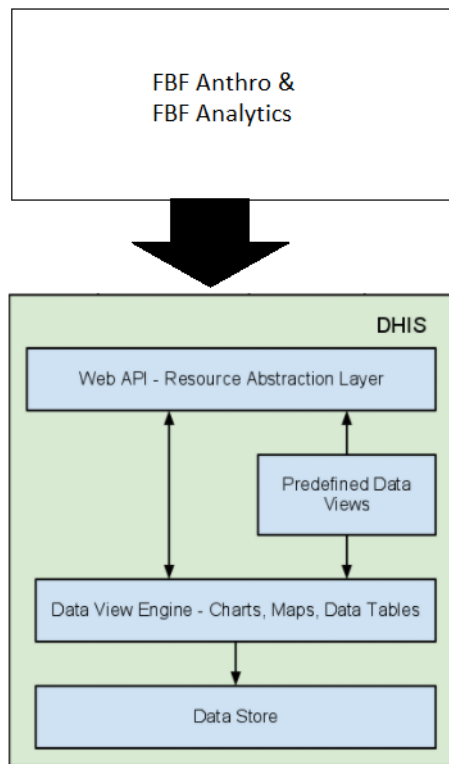 FBF Anthro &
FBF Analytics
DHIS
Web API - Resource Abstraction Layer
Predefined Data
Views
Data View Engine - Charts, Maps, Data Tables
Data Store